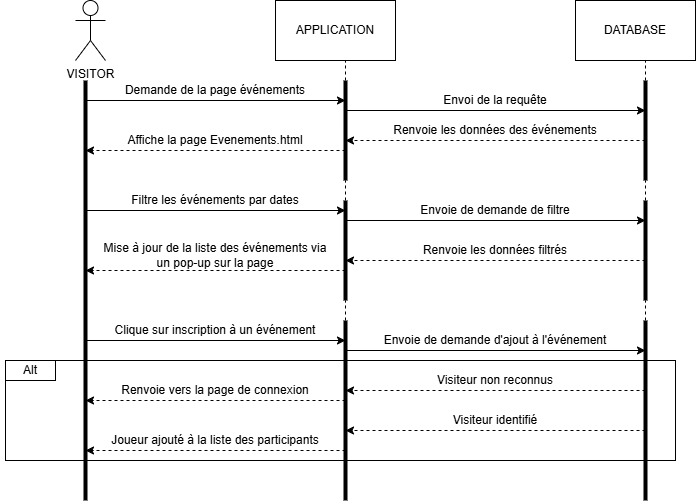 APPLICATION
DATABASE
VISITOR
Demande de la page événements
Envoi de la requête
Renvoie les données des événements
Affiche la page Evenements.html
Filtre les événements par dates
Envoie de demande de filtre
Mise à jour de la liste des événements via
un pop-up sur la page
Renvoie les données filtrés
Clique sur inscription à un événement
Envoie de demande d'ajout à l'événement
Alt
Visiteur non reconnus
Renvoie vers la page de connexion
Visiteur identifié
Joueur ajouté à la liste des participants